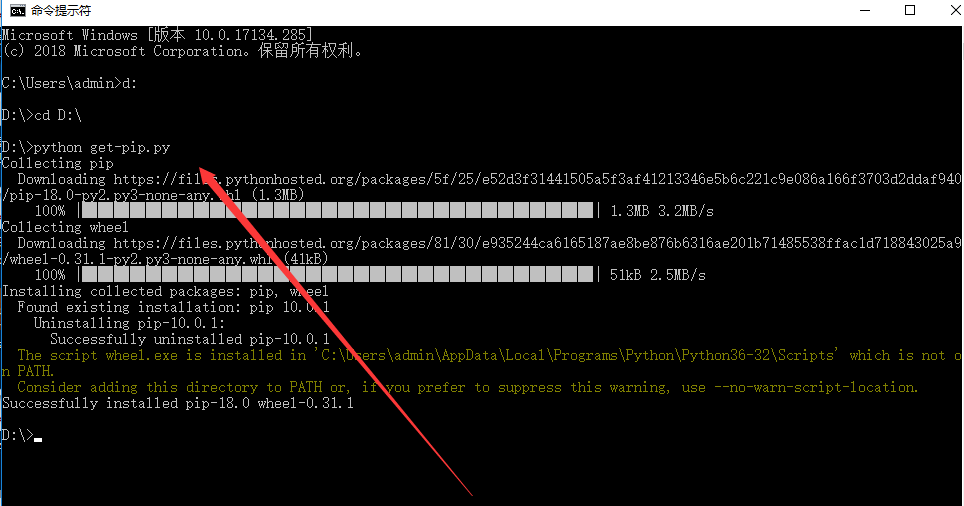 命令提示符
Microsoft Windows [版本 10.0.17134.285]
(c) 2018 Microsoft Corporation。保留所有权利。
C:\Users\admin>d:
D:\>cd D:\
D:\>python get-pip.py
Collecting pip
Downloading https://files.pythonhosted.org/packages/5f/25/e52d3f31441505a5f3af41213346e5b6c221c9e086a166f3703d2ddaf940
/pip-18.0-py2.py3-none-any.whl (1.3MB)
100% | | 1.3MB 3.2MB/s
Collecting wheel
Downloading https://files.pythonhosted.org/packages/81/30/e935244ca6165187ae8be876b6316ae201b71485538ffac1d718843025a9
/wheel-0.31.1-py2.py3-none-any.whl (41kB)
100% | | 51kB 2.5MB/s
Installing collected packages: pip, wheel
Found existing installation: pip 10.0.1
Uninstalling pip-10.0.1:
Successfully uninstalled pip-10.0.1
The script wheel.exe is installed in 'C:\Users\admin\AppData\Local\Programs\Python\Python36-32\Scripts' which is not o
n PATH.
Consider adding this directory to PATH or, if you prefer to suppress this warning, use --no-warn-script-location.
Successfully installed pip-18.0 wheel-0.31.1
D:\>